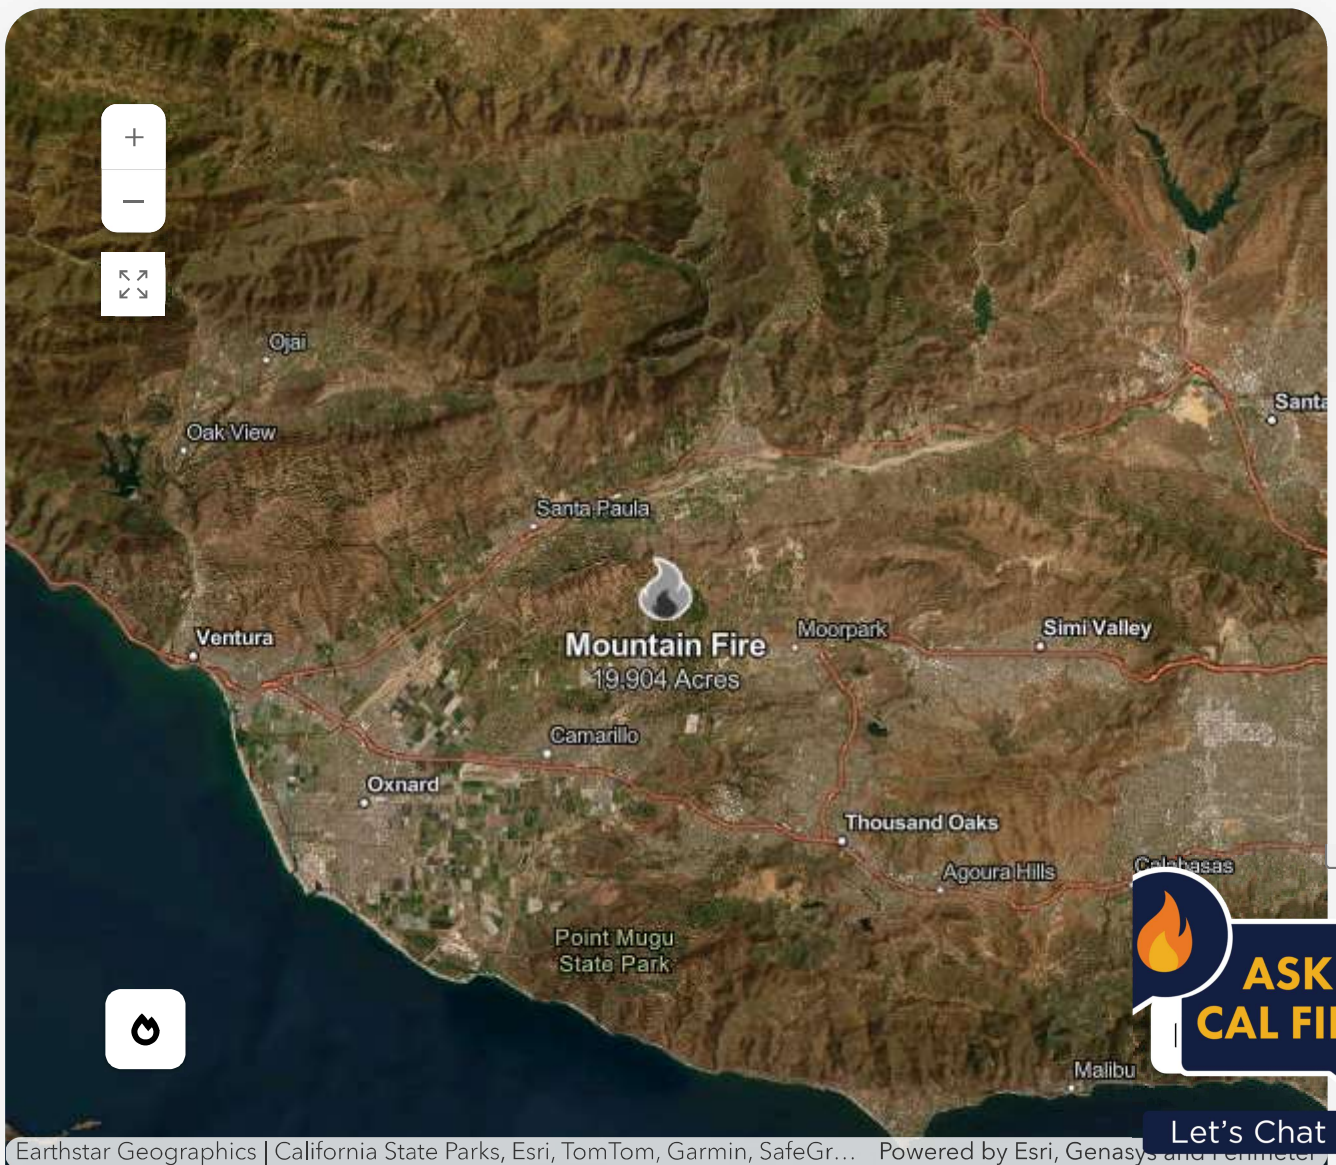 Ojai
Oak View
Santa
Santa Paula
Ventura
Mountain Fire
19,904 Acres
Moorpark
Simi Valley
Camarillo
Oxnard
Thousand Oaks
Agoura Hills
Calabasas
Point Mugu
State Park
ASK
CAL FI
Malibu
Let's Chat
Earthstar Geographics | California State Parks, Esri, TomTom, Garmin, SafeGr... Powered by Esri, Genasys and Perimeter